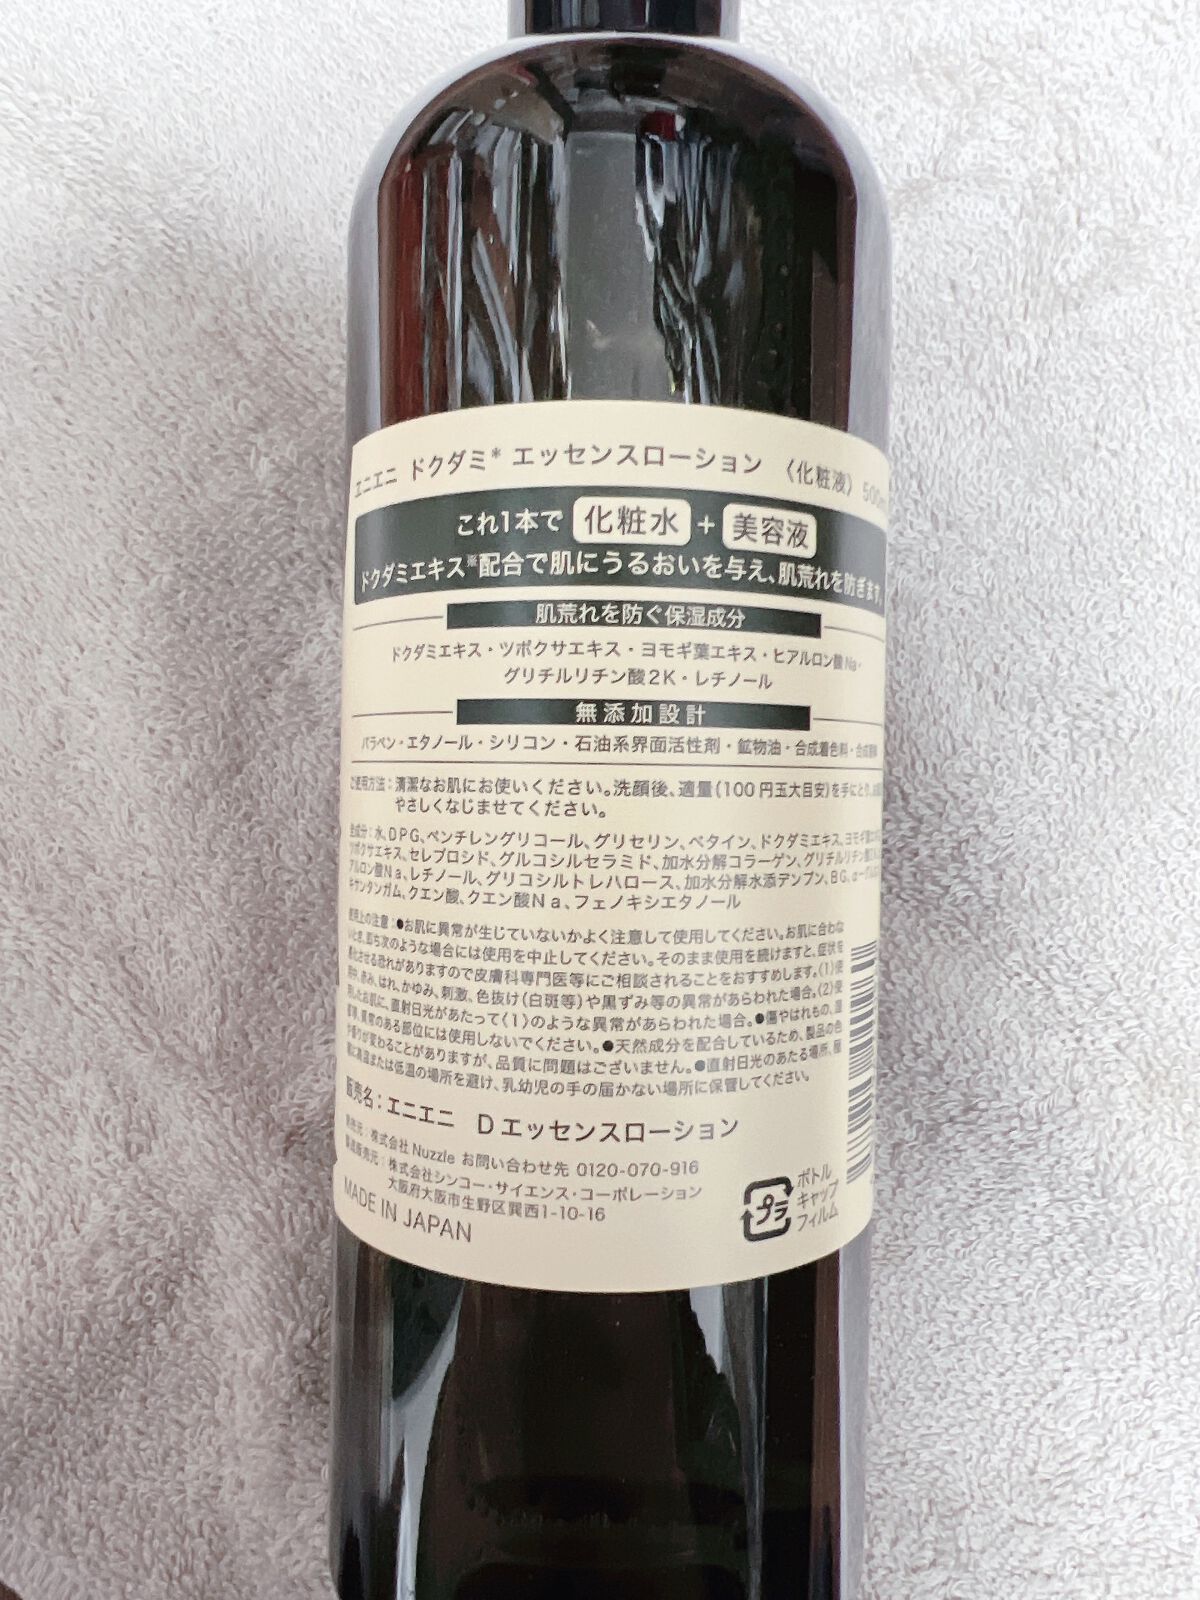 エニエニ ドクダミ* エッセンスローション 〈化粧液〉 500
これ1本で 化粧水 + 美容液
ドクダミエキス※配合で肌にうるおいを与え、肌荒れを防ぎます。
肌荒れを防ぐ保湿成分
ドクダミエキス・ツボクサエキス・ヨモギ葉エキス・ヒアルロン酸Na・
グリチルリチン酸2K・レチノール
無添加設計
パラベン・エタノール・シリコン・石油系界面活性剤・鉱物油・合成着色料・合成
ご使用方法：清潔なお肌にお使いください。洗顔後、適量(100円玉大目安)を手にとり、
やさしくなじませてください。
全成分：水、DPG、ペンチレングリコール、グリセリン、ベタイン、ドクダミエキス、ヨモギ葉
ツボクサエキス、セレブロシド、グルコシルセラミド、加水分解コラーゲン、グリチルリチン酸
アルロン酸Na、レチノール、グリコシルトレハロース、加水分解水添デンプン、BG、α-グル
キサンタンガム、クエン酸、クエン酸Na、フェノキシエタノール
使用上の注意：●お肌に異常が生じていないかよく注意して使用してください。お肌に合わな
いとき、即ち次のような場合には使用を中止してください。そのまま使用を続けますと、症状を
悪化させる恐れがありますので皮膚科専門医等にご相談されることをおすすめします。(1)使
用中、赤み、はれ、かゆみ、刺激、色抜け(白斑等)や黒ずみ等の異常があらわれた場合。(2)使
用したお肌に、直射日光があたって(1)のような異常があらわれた場合。●傷やはれもの、湿
疹等、異常のある部位には使用しないでください。●天然成分を配合しているため、製品の色
や香りが変わることがありますが、品質に問題はございません。●直射日光のあたる場所、極
端に高温または低温の場所を避け、乳幼児の手の届かない場所に保管してください。
販売名：エニエニ Dエッセンスローション
発売元：株式会社Nuzzle お問い合わせ先 0120-070-916
製造販売元：株式会社シンコー・サイエンス・コーポレーション
大阪府大阪市生野区巽西1-10-16
MADE IN JAPAN
プラ
ボトル
キャップ
フィルム